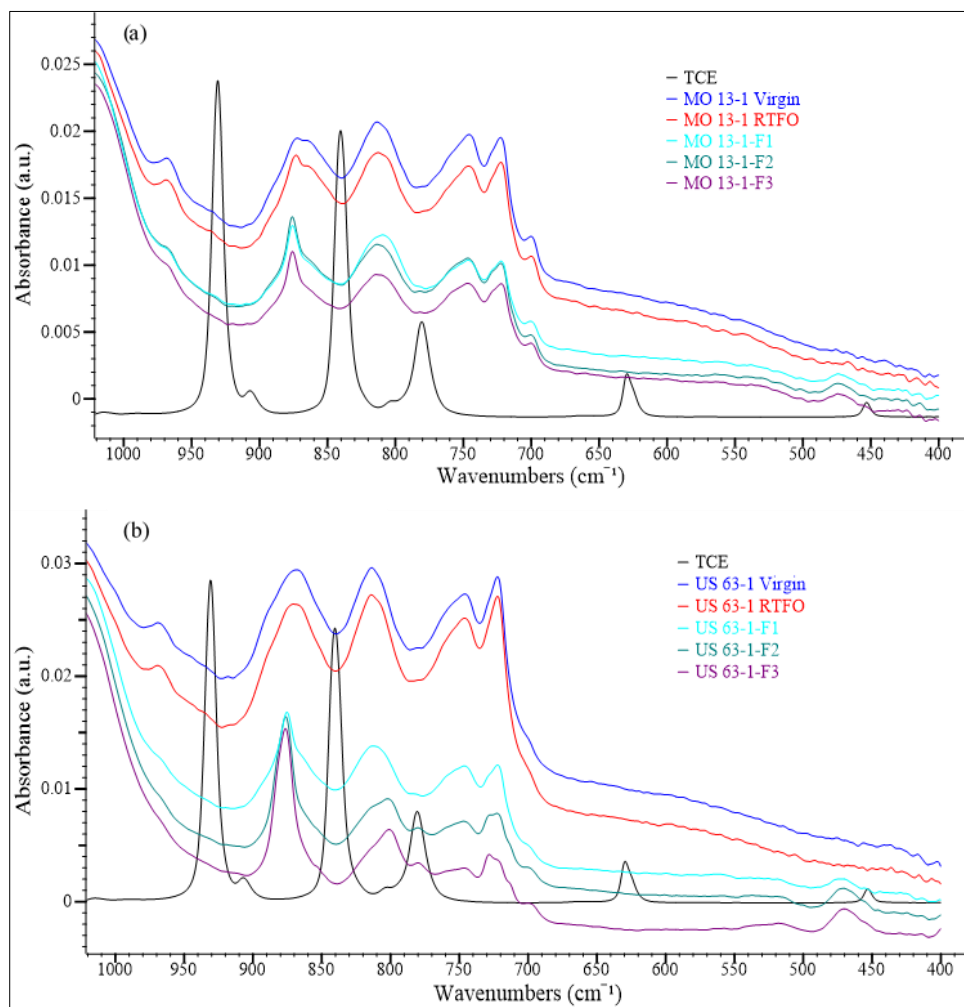 (a)
0.025
0.02
0.015
0.01
0.005
0
Absorbance (a.u.)
TCE
MO 13-1 Virgin
MO 13-1 RTFO
MO 13-1-F1
MO 13-1-F2
MO 13-1-F3
1000 950 900 850 800 750 700 650 600 550 500 450 400
Wavenumbers (cm⁻¹)
(b)
0.03
0.02
0.01
0
Absorbance (a.u.)
TCE
US 63-1 Virgin
US 63-1 RTFO
US 63-1-F1
US 63-1-F2
US 63-1-F3
1000 950 900 850 800 750 700 650 600 550 500 450 400
Wavenumbers (cm⁻¹)